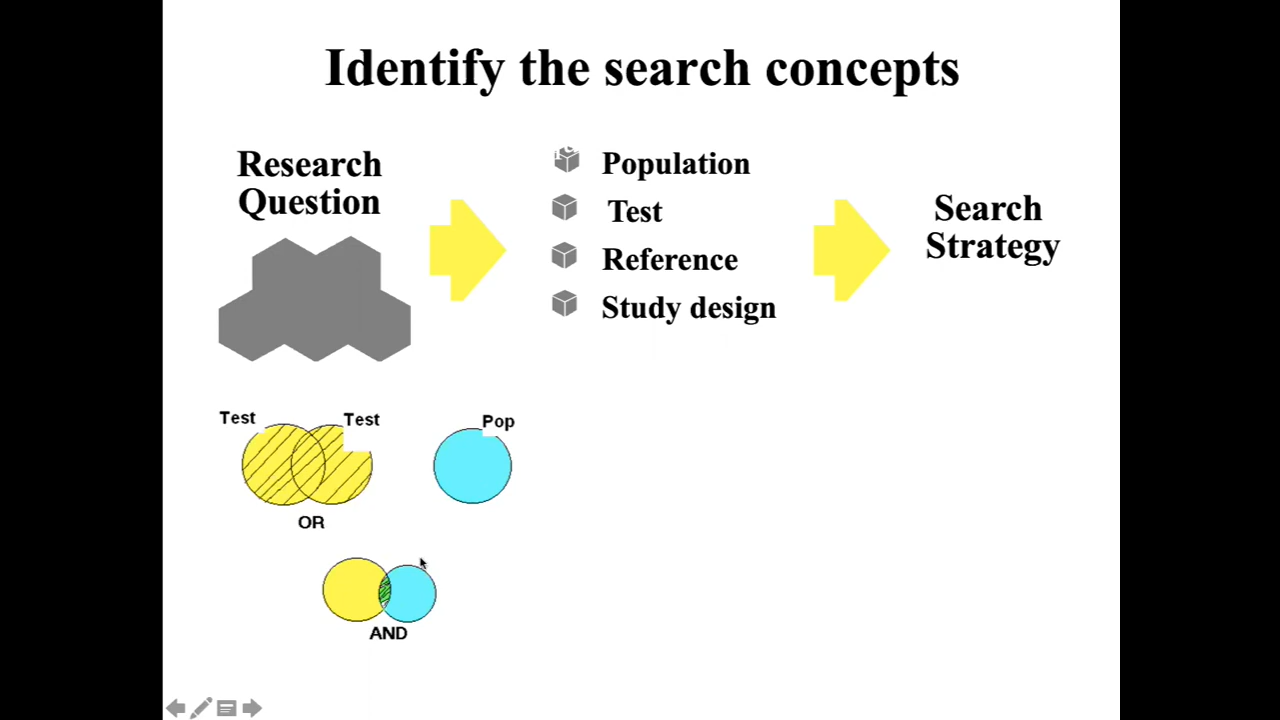 Identify the search concepts
Research
Question
Population
Test
Reference
Study design
Search
Strategy
Test
Test
Pop
OR
AND